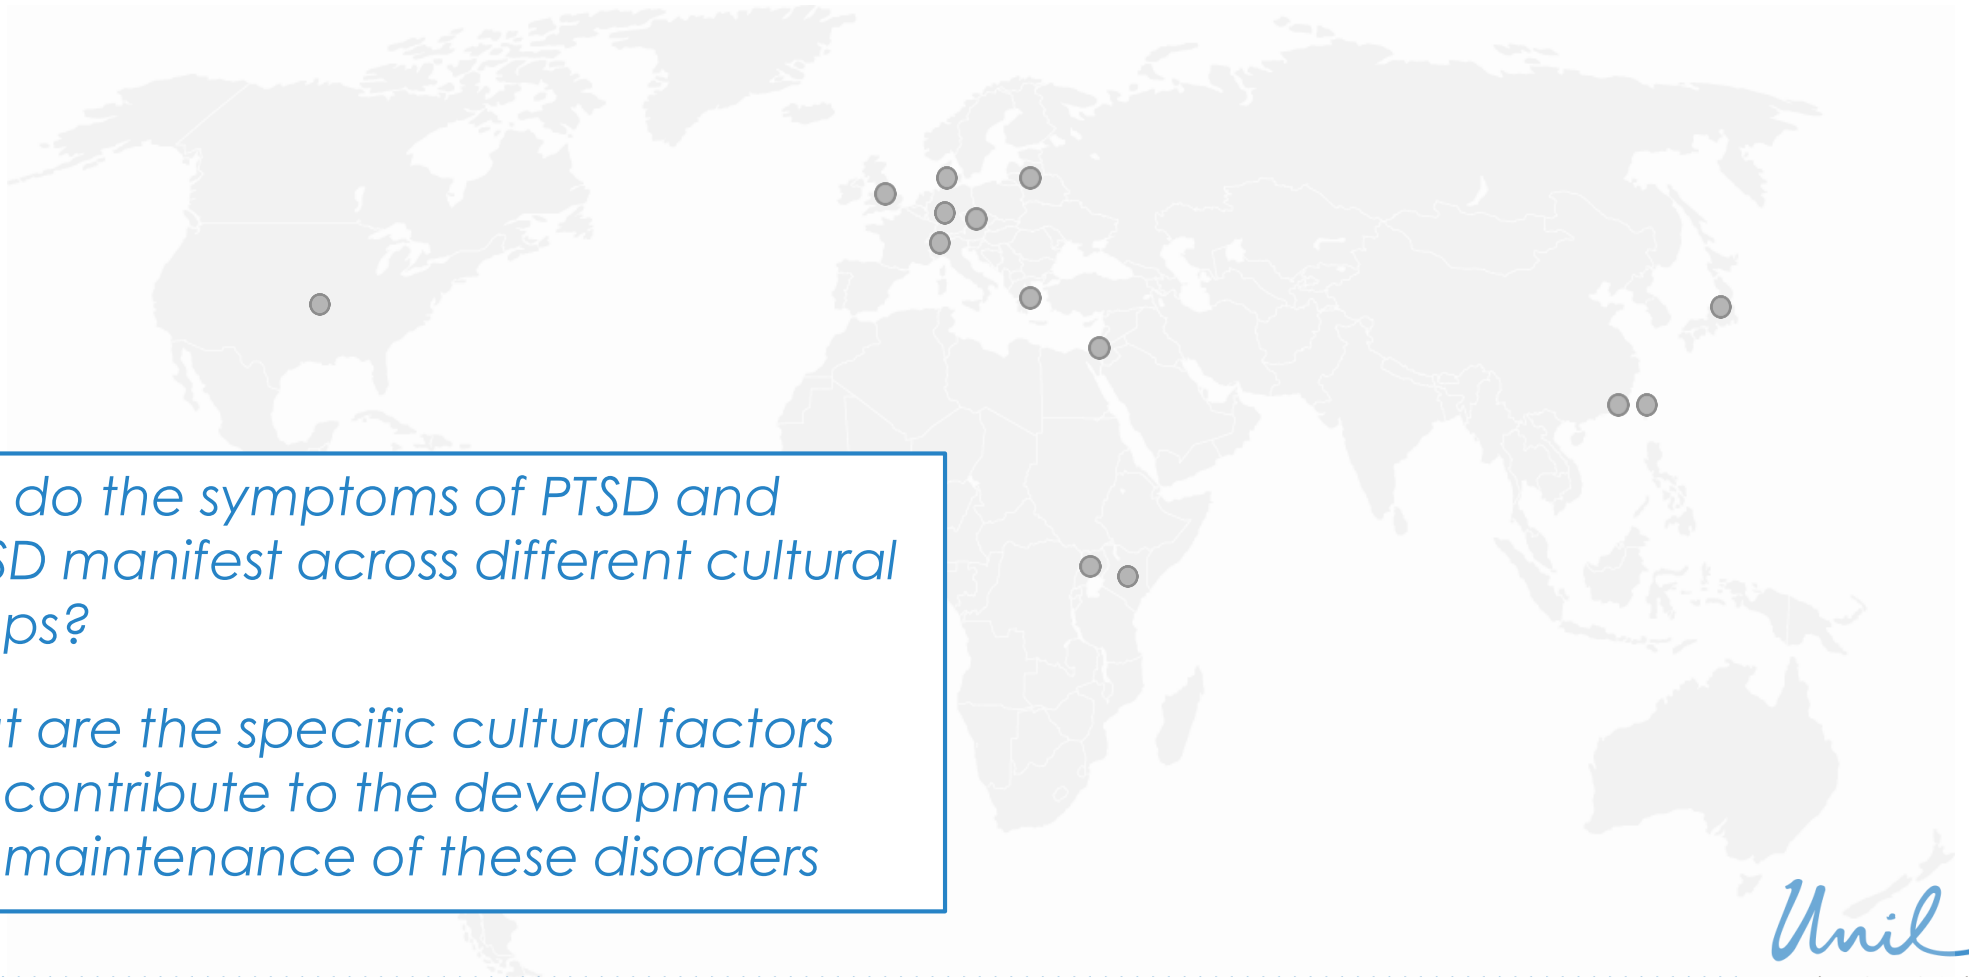 do the symptoms of PTSD and
SD manifest across different cultural
ps?
t are the specific cultural factors
contribute to the development
maintenance of these disorders
Unil